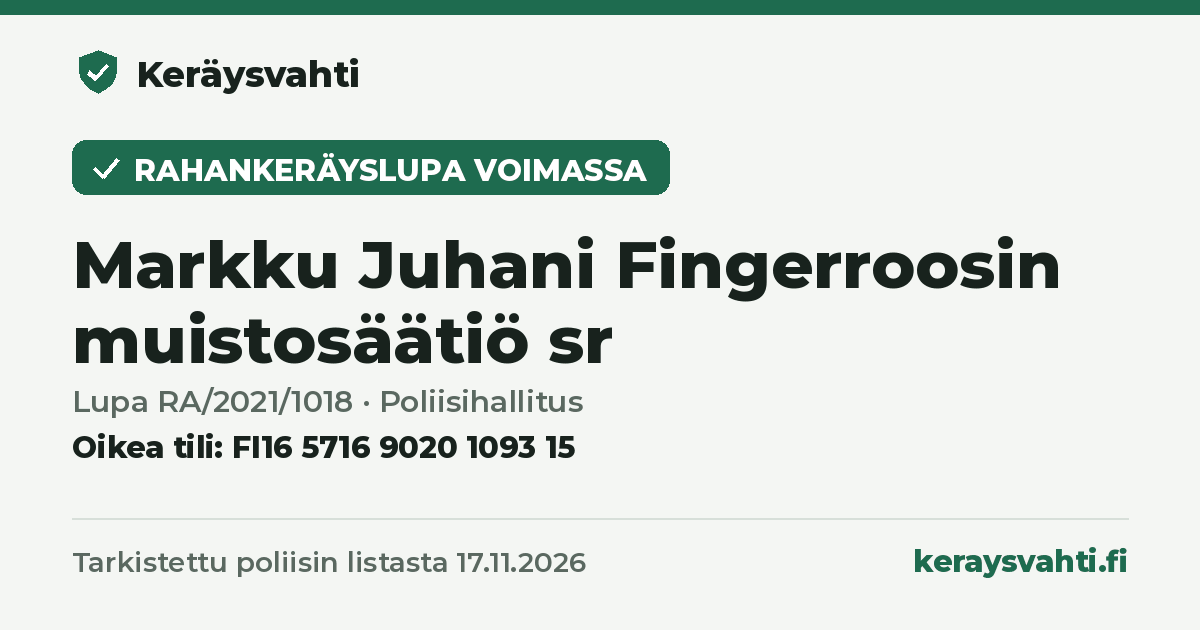 Keräysvahti
RAHANKERÄYSLUPA VOIMASSA
Markku Juhani Fingerroosin
muistosäätiö sr
Lupa RA/2021/1018 · Poliisihallitus
Oikea tili: FI16 5716 9020 1093 15
Tarkistettu poliisin listasta 17.11.2026
keraysvahti.fi